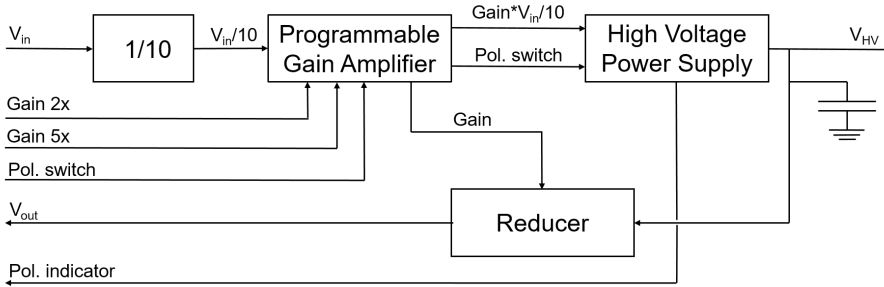 V_in
1/10
V_in/10
Programmable
Gain Amplifier
Gain*V_in/10
Pol. switch
High Voltage
Power Supply
V_HV
Gain 2x
Gain 5x
Pol. switch
Gain
V_out
Reducer
Pol. indicator